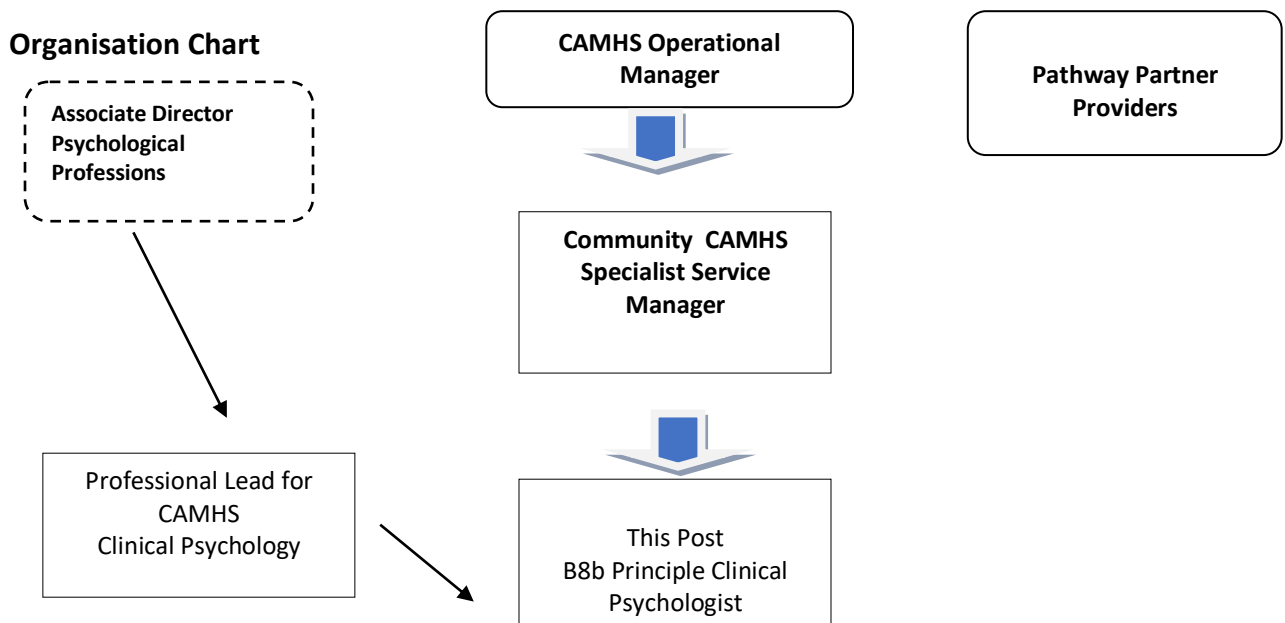 Organisation Chart
CAMHS Operational
Manager
Pathway Partner
Providers
Associate Director
Psychological
Professions
Community CAMHS
Specialist Service
Manager
Professional Lead for
CAMHS
Clinical Psychology
This Post
B8b Principle Clinical
Psychologist